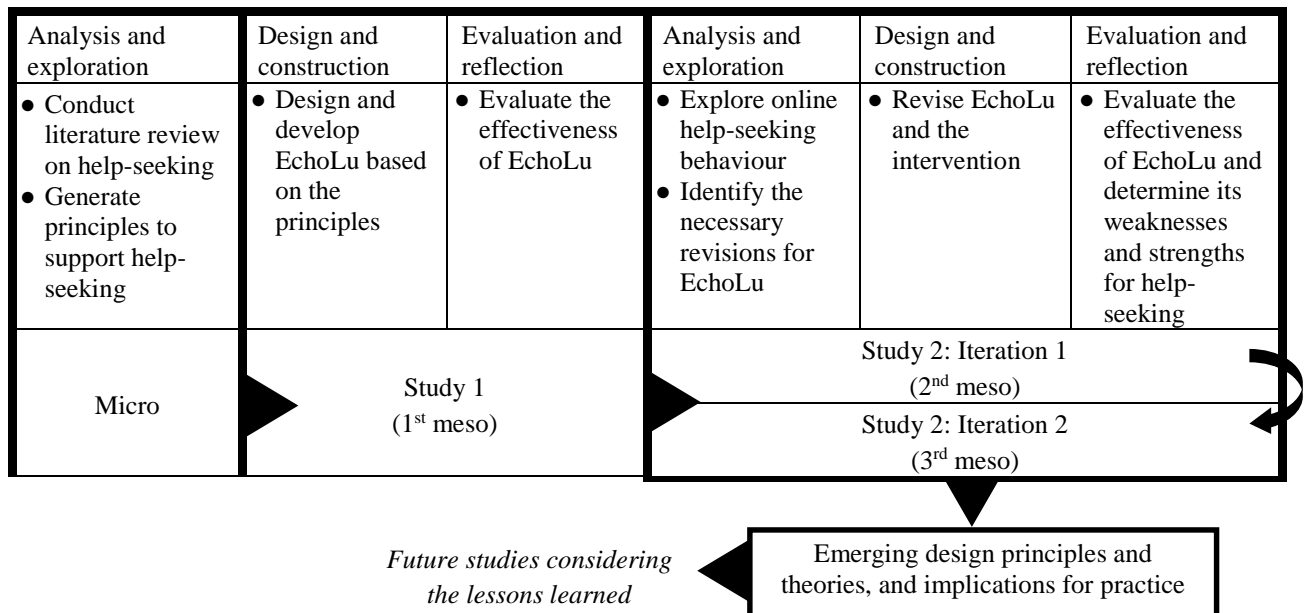 Analysis and
exploration
Design and
construction
Evaluation and
reflection
Analysis and
exploration
Design and
construction
Evaluation and
reflection
● Conduct
literature review
on help-seeking
● Generate
principles to
support help-
seeking
● Design and
develop
EchoLu based
on the
principles
● Evaluate the
effectiveness
of EchoLu
● Explore online
help-seeking
behaviour
● Identify the
necessary
revisions for
EchoLu
● Revise EchoLu
and the
intervention
● Evaluate the
effectiveness
of EchoLu and
determine its
weaknesses
and strengths
for help-
seeking
Micro
Study 1
(1st meso)
Study 2: Iteration 1
(2nd meso)
Study 2: Iteration 2
(3rd meso)
Emerging design principles and
theories, and implications for practice
Future studies considering
the lessons learned